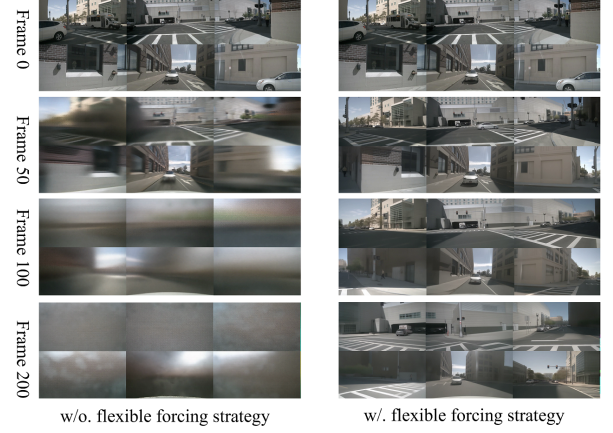 Frame 0
Frame 50
Frame 100
Frame 200
w/o. flexible forcing strategy
w/. flexible forcing strategy